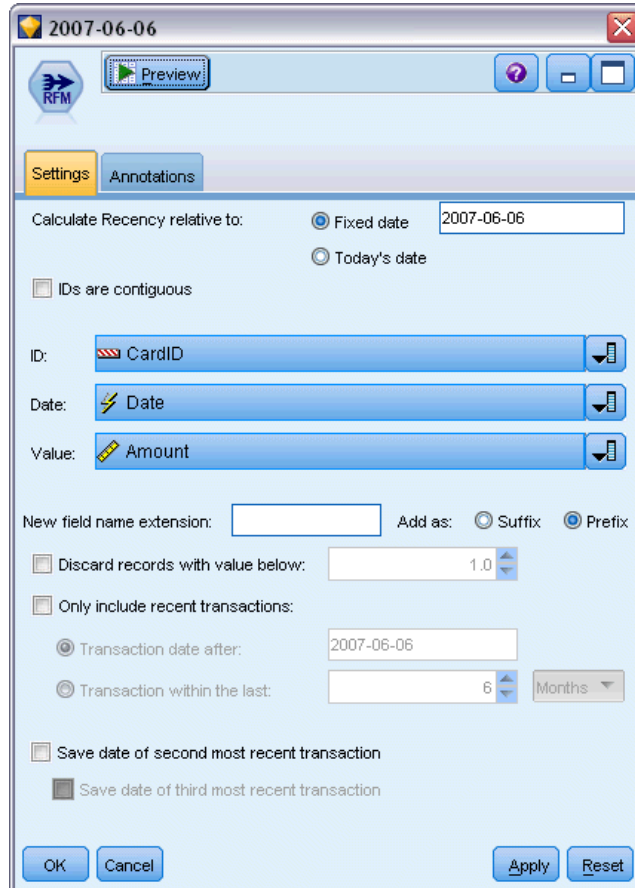 2007-06-06
RFM
Preview
Settings
Annotations
Calculate Recency relative to: Fixed date 2007-06-06
Today's date
IDs are contiguous
ID: CardID
Date: Date
Value: Amount
New field name extension: Add as: Suffix Prefix
Discard records with value below: 1.0
Only include recent transactions:
Transaction date after: 2007-06-06
Transaction within the last: 6 Months
Save date of second most recent transaction
Save date of third most recent transaction
OK Cancel Apply Reset